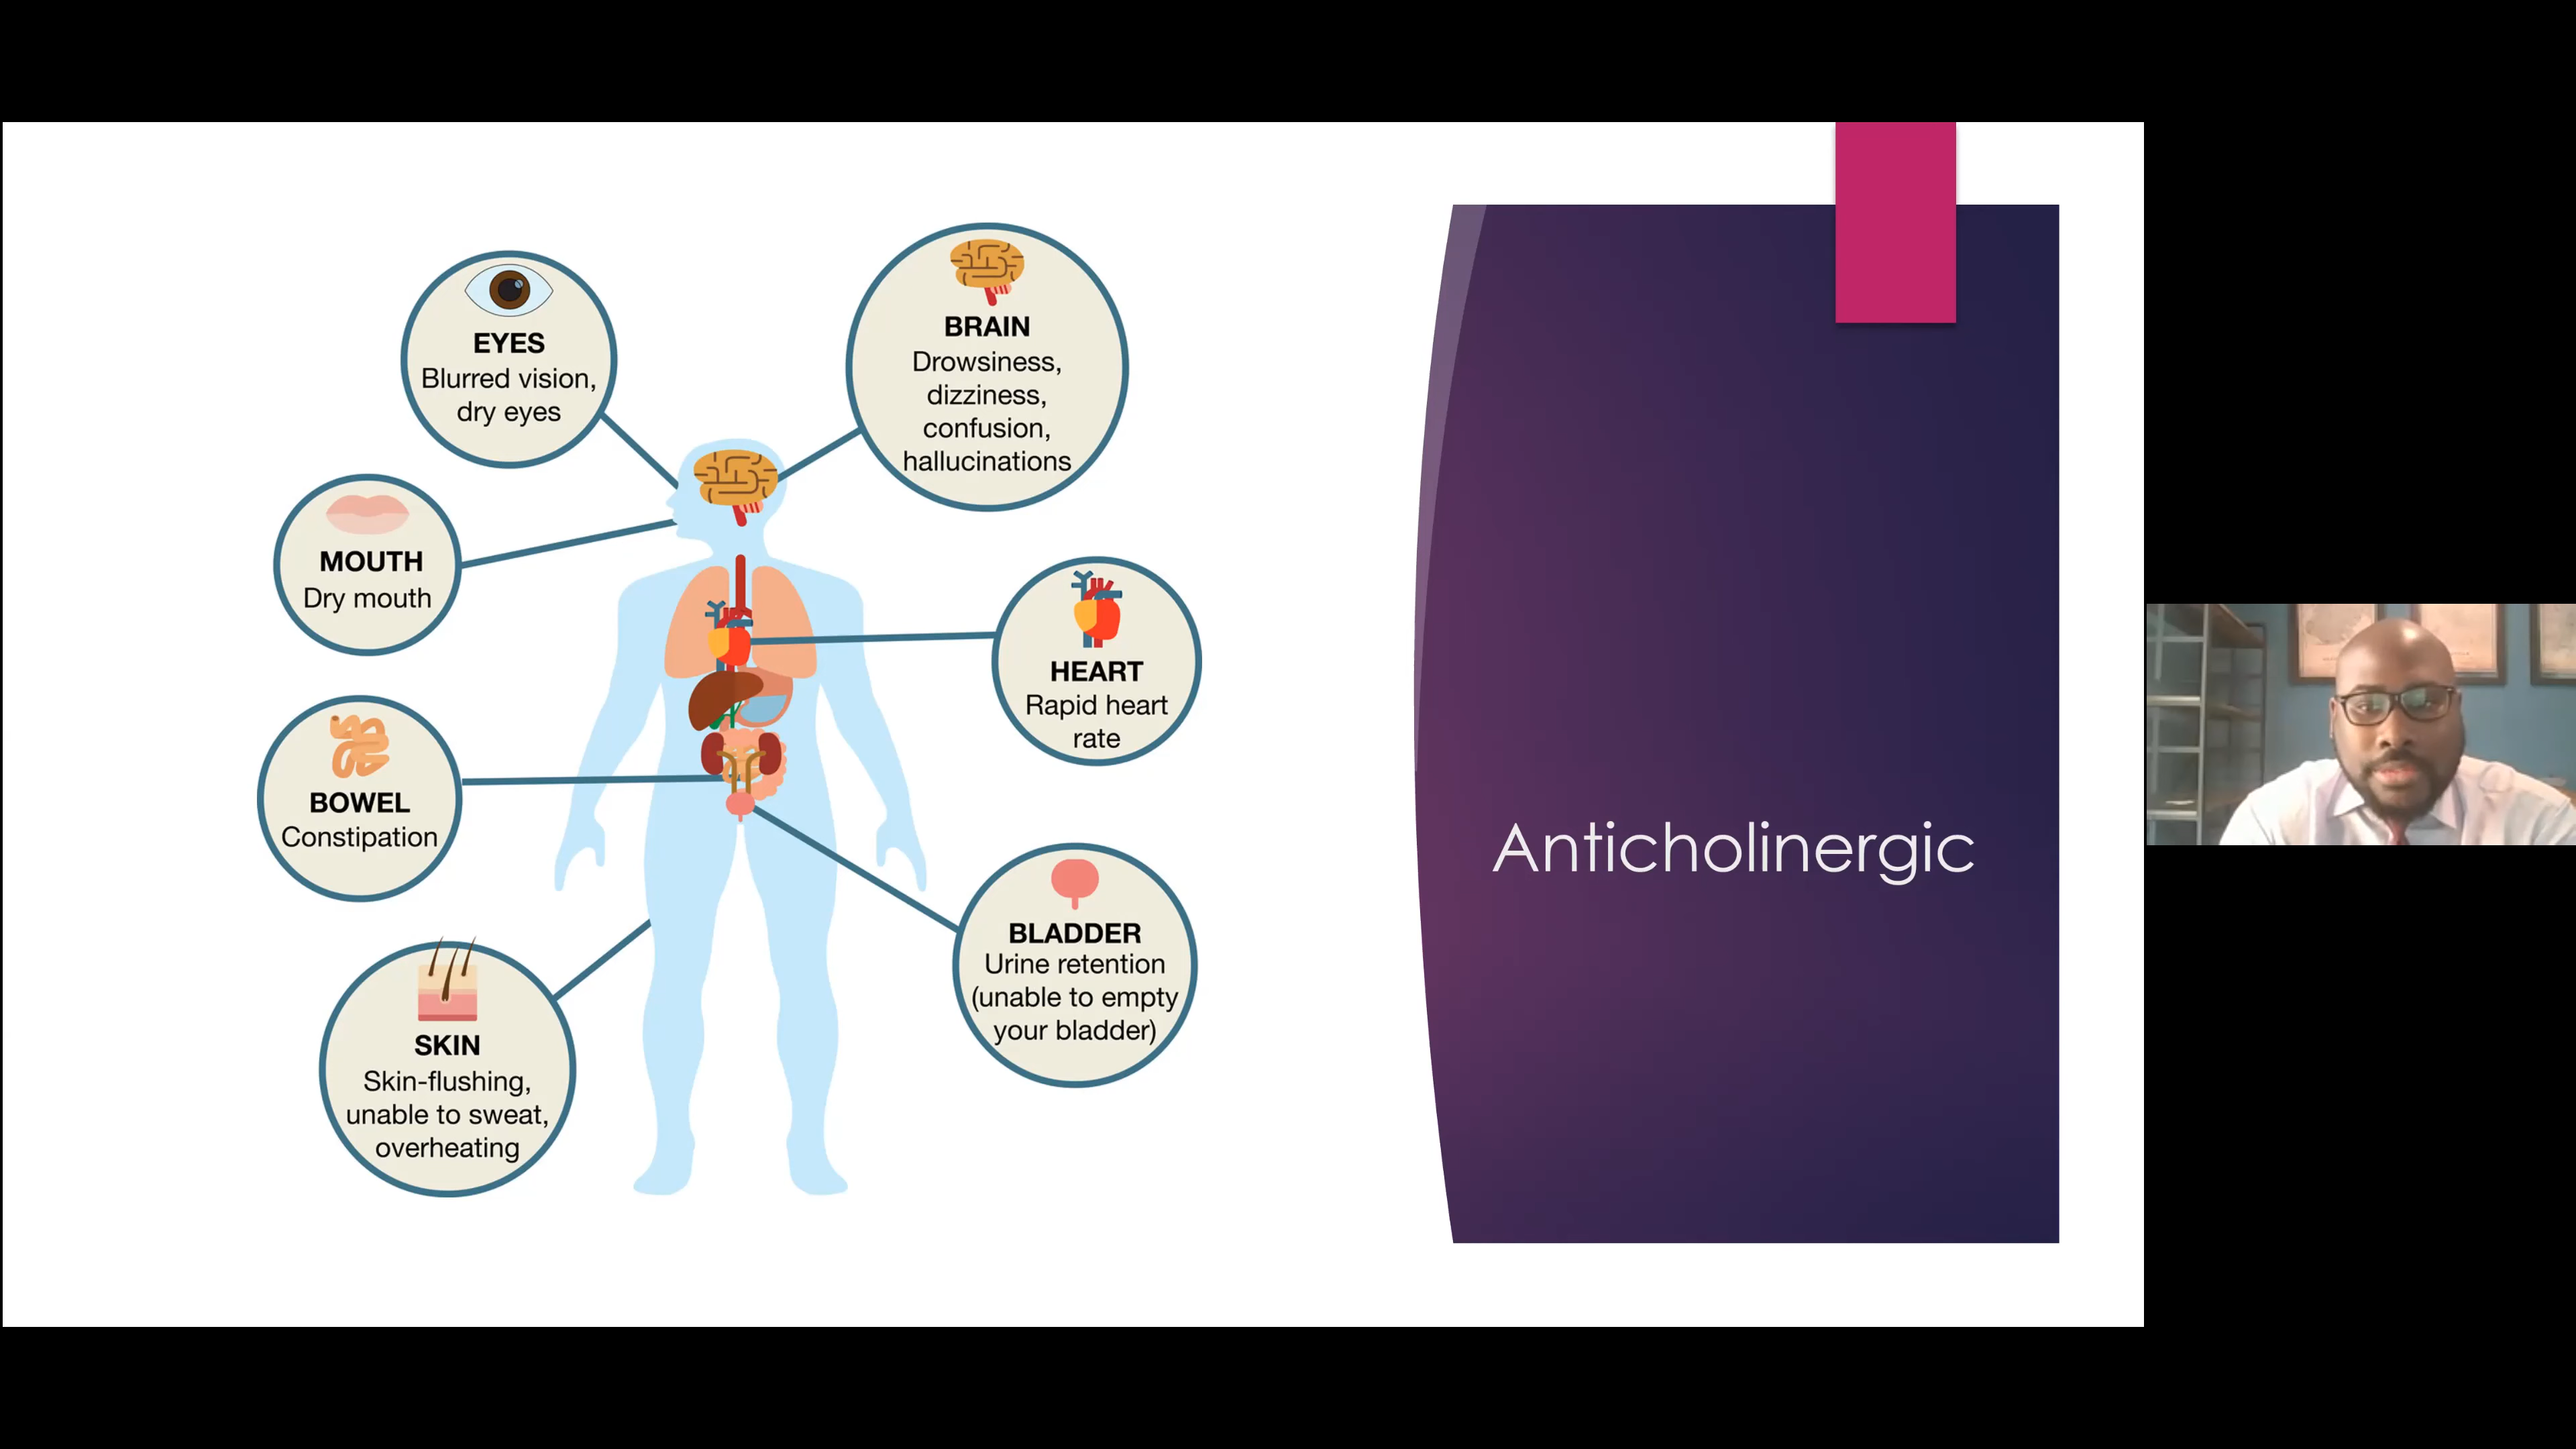 EYES
Blurred vision,
dry eyes
BRAIN
Drowsiness,
dizziness,
confusion,
hallucinations
MOUTH
Dry mouth
HEART
Rapid heart
rate
BOWEL
Constipation
BLADDER
Urine retention
(unable to empty
your bladder)
SKIN
Skin-flushing,
unable to sweat,
overheating
Anticholinergic